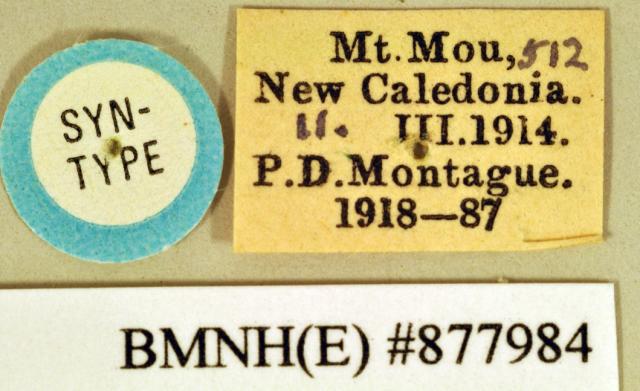 SYN-
TYPE
Mt. Mou, 512
New Caledonia.
11. III.1914.
P.D.Montague.
1918—87
BMNH(E) #877984